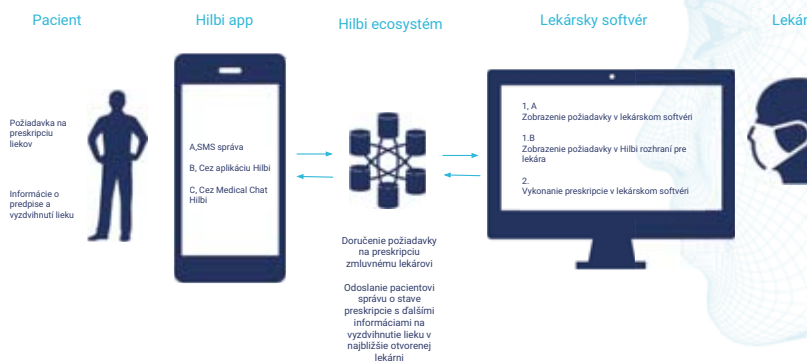 Pacient
Hilbi app
Hilbi ecosystém
Lekársky softvér
Lekár
Požiadavka na
preskripciu
liekov
Informácie o
predpise a
vyzdvihnutí lieku
A,SMS správa
B, Cez aplikáciu Hilbi
C, Cez Medical Chat
Hilbi
Doručenie požiadavky
na preskripciu
zmluvnému lekárovi
Odoslanie pacientovi
správu o stave
preskripcie s ďalšími
informáciami na
vyzdvihnutie lieku v
najbližšie otvorenej
lekárni
1, A
Zobrazenie požiadavky v lekárskom softvéri
1.B
Zobrazenie požiadavky v Hilbi rozhraní pre
lekára
2.
Vykonanie preskripcie v lekárskom softvéri